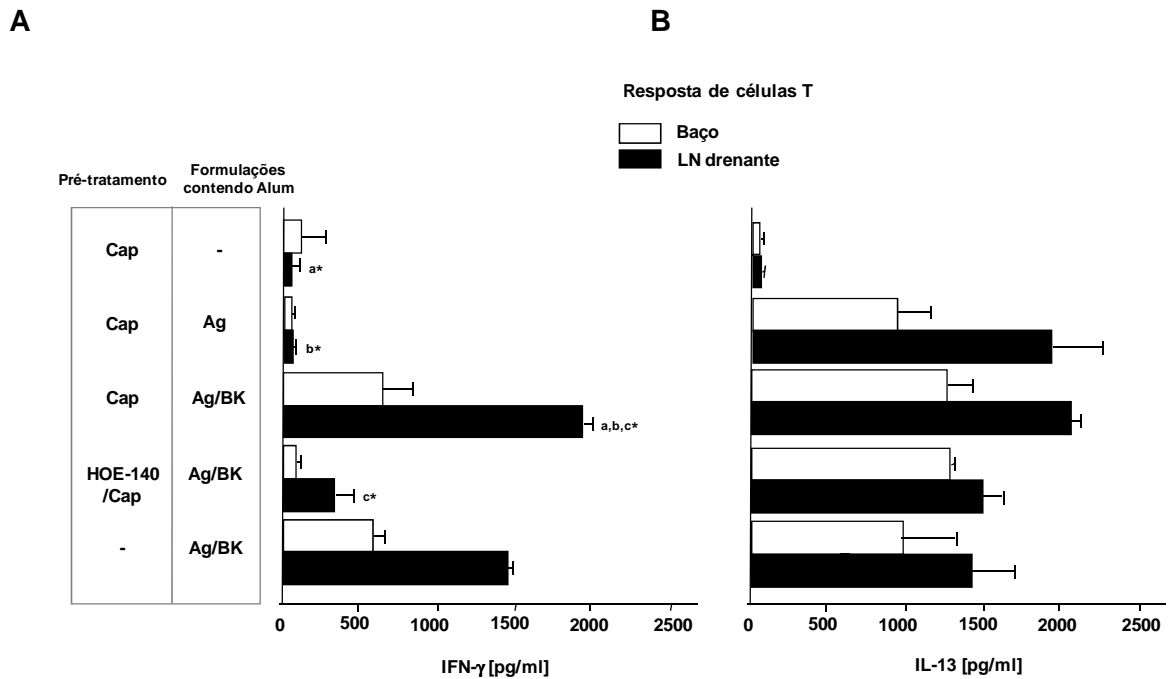 A
B
Resposta de células T
Baço
LN drenante
Pré-tratamento
Formulações
contendo Alum
Cap
-
a*
Cap
Ag
b*
Cap
Ag/BK
a,b,c*
HOE-140
/Cap
Ag/BK
c*
-
Ag/BK
0 500 1000 1500 2000 2500
IFN-γ [pg/ml]
0 500 1000 1500 2000 2500
IL-13 [pg/ml]